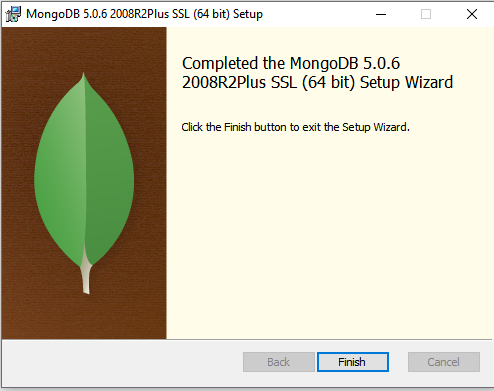 MongoDB 5.0.6 2008R2Plus SSL (64 bit) Setup
Completed the MongoDB 5.0.6
2008R2Plus SSL (64 bit) Setup Wizard
Click the Finish button to exit the Setup Wizard.
Back Finish Cancel